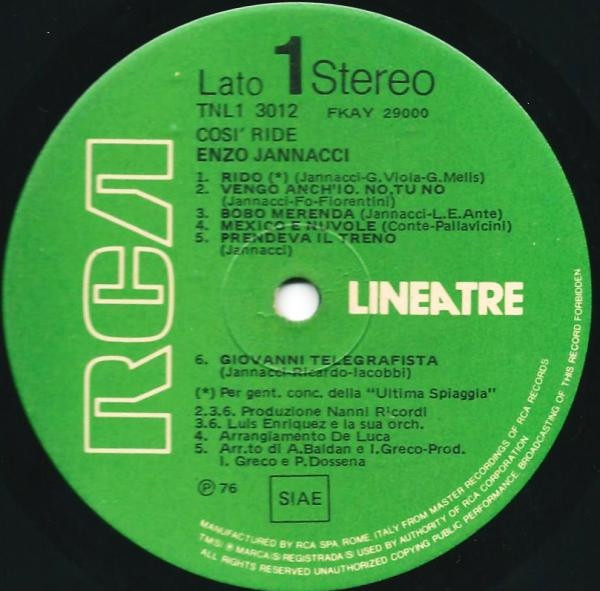 Lato 1 Stereo
TNL1 3012 FKAY 29000
COSI' RIDE
ENZO JANNACCI
1. RIDO (*) (Jannacci-G.Viola-G.Melis)
2. VENGO ANCH'IO. NO,TU NO
(Jannacci-Fo-Fiorentini)
3. BOBO MERENDA (Jannacci-L.E.Ante)
4. MEXICO E NUVOLE (Conte-Pallavicini)
5. PRENDEVA IL TRENO
(Jannacci)
RCA
LINEATRE
6. GIOVANNI TELEGRAFISTA
(Jannacci-Ricardo-Iacobbi)
(*) Per gent. conc. della "Ultima Spiaggia"
2.3.6. Produzione Nanni Ricordi
3.6. Luis Enriquez e la sua orch.
4. Arrangiamento De Luca
5. Arr.to di A.Baldan e I.Greco-Prod.
I. Greco e P.Dossena
℗ 76
SIAE
MANUFACTURED BY RCA SPA, ROME, ITALY, FROM MASTER RECORDINGS OF RCA RECORDS
TM(S) ® MARCA(S) REGISTRADA(S) USED BY AUTHORITY OF RCA CORPORATION
ALL RIGHTS RESERVED UNAUTHORIZED COPYING PUBLIC PERFORMANCE, BROADCASTING OF THIS RECORD FORBIDDEN